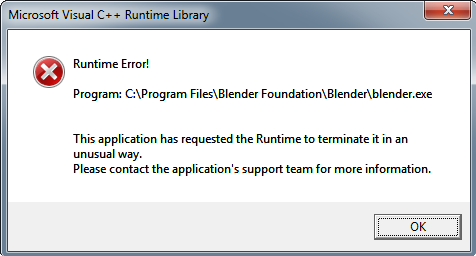 Microsoft Visual C++ Runtime Library
Runtime Error!
Program: C:\Program Files\Blender Foundation\Blender\blender.exe
This application has requested the Runtime to terminate it in an
unusual way.
Please contact the application's support team for more information.
OK